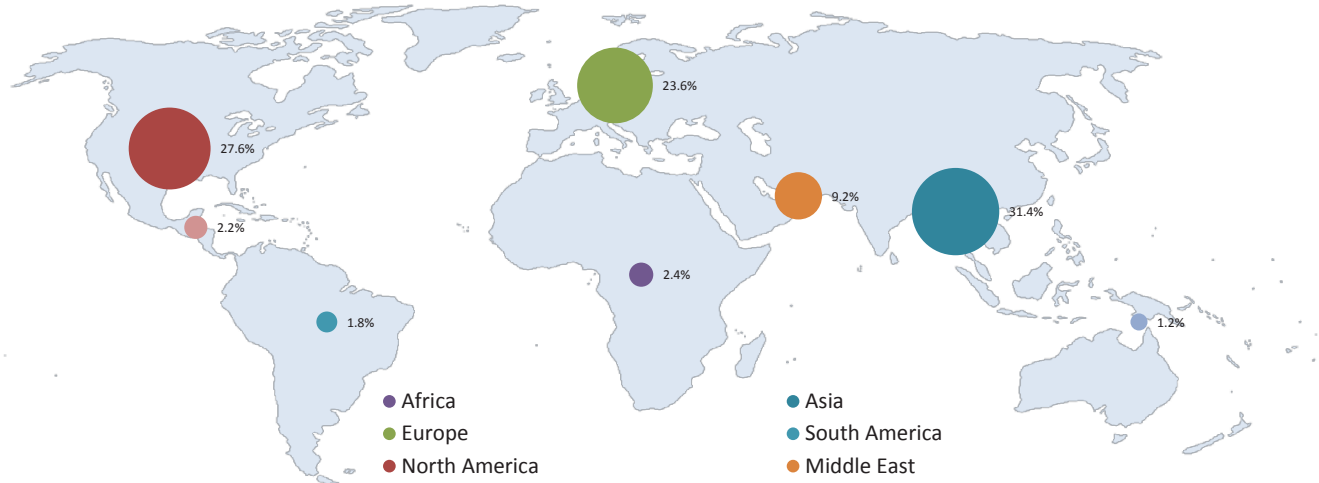 23.6%
27.6%
9.2%
31.4%
2.2%
2.4%
1.8%
1.2%
Africa
Europe
North America
Asia
South America
Middle East